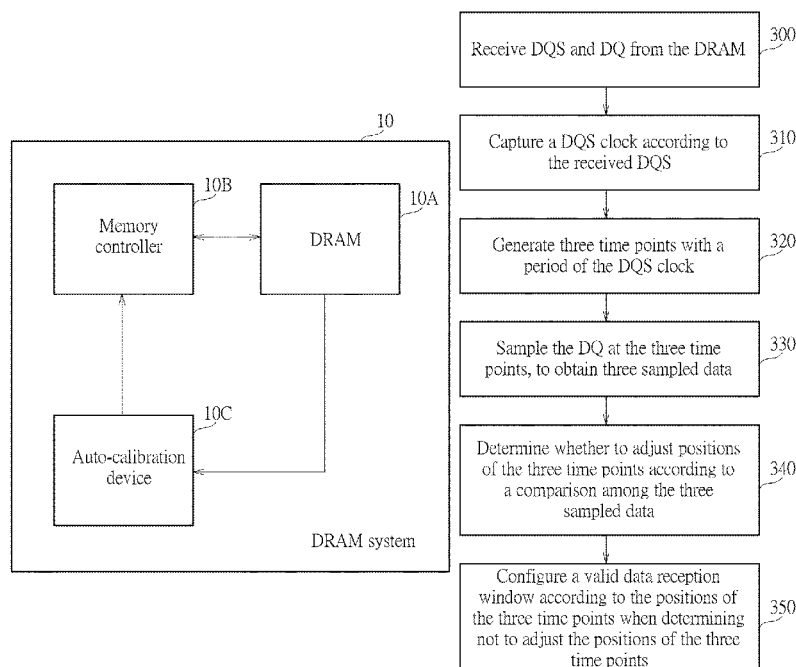 10
10B
Memory
controller
10A
DRAM
10C
Auto-calibration
device
DRAM system
300
Receive DQS and DQ from the DRAM
310
Capture a DQS clock according to
the received DQS
320
Generate three time points with a
period of the DQS clock
330
Sample the DQ at the three time
points, to obtain three sampled data
340
Determine whether to adjust positions
of the three time points according to
a comparison among the three
sampled data
350
Configure a valid data reception
window according to the positions
of the three time points when determining
not to adjust the positions of the three
time points